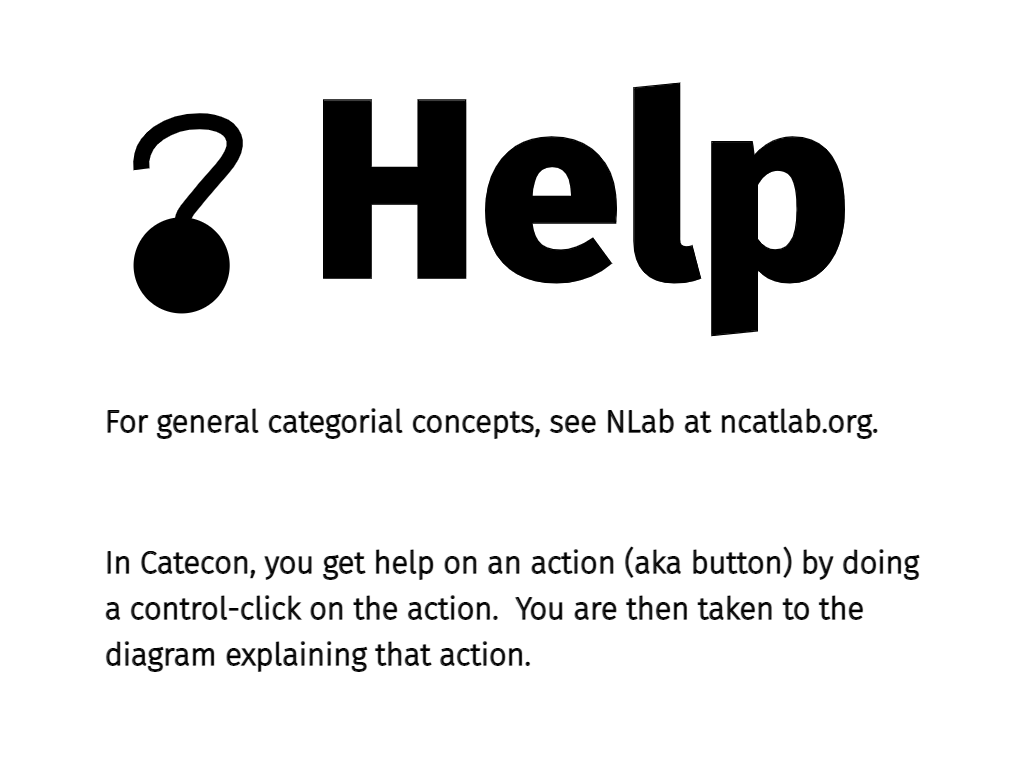 ? Help
For general categorial concepts, see NLab at ncatlab.org.
In Catecon, you get help on an action (aka button) by doing
a control-click on the action.  You are then taken to the
diagram explaining that action.